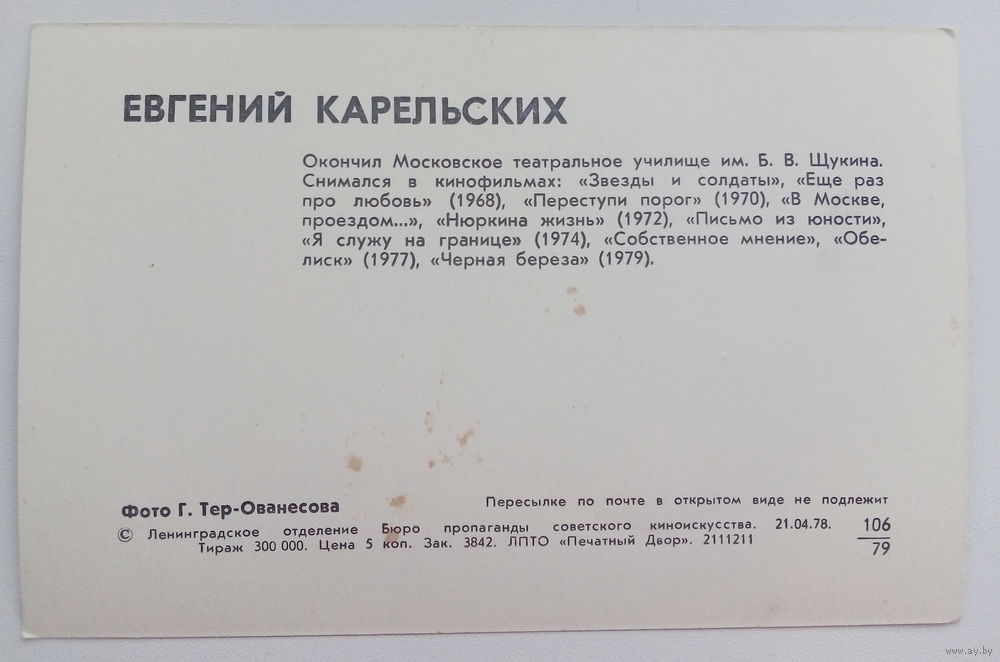 ЕВГЕНИЙ КАРЕЛЬСКИХ
Окончил Московское театральное училище им. Б. В. Щукина.
Снимался в кинофильмах: «Звезды и солдаты», «Еще раз
про любовь» (1968), «Переступи порог» (1970), «В Москве,
проездом...», «Нюркина жизнь» (1972), «Письмо из юности»,
«Я служу на границе» (1974), «Собственное мнение», «Обе-
лиск» (1977), «Черная береза» (1979).
Фото Г. Тер-Ованесова
Пересылке по почте в открытом виде не подлежит
© Ленинградское отделение Бюро пропаганды советского киноискусства. 21.04.78.
Тираж 300 000. Цена 5 коп. Зак. 3842. ЛПТО «Печатный Двор». 2111211
106
79
www.ay.by